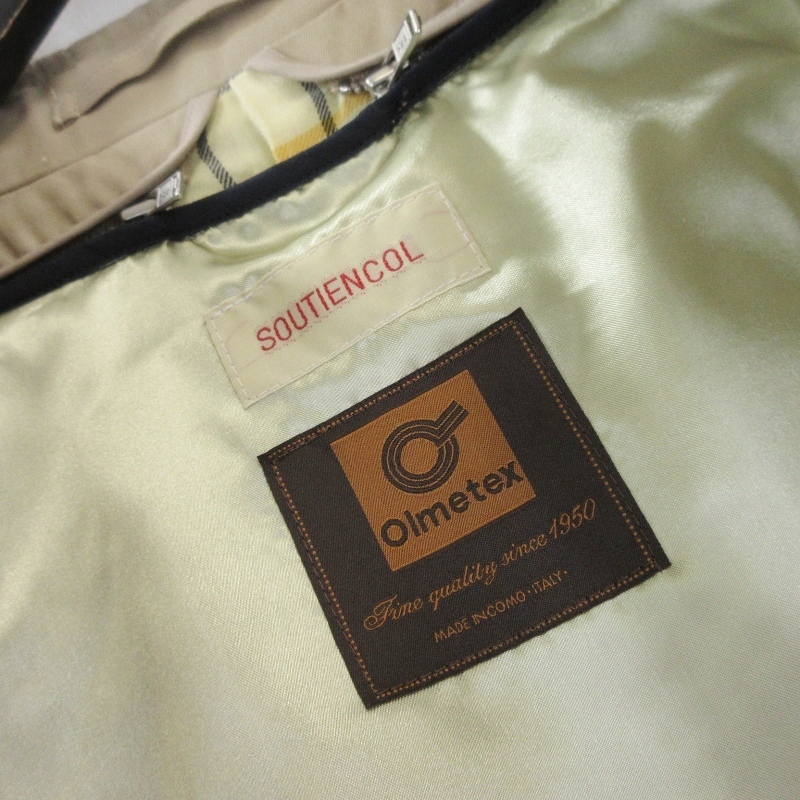 SOUTIENCOL
Olmetex
Fine quality since 1950
MADE IN COMO · ITALY ·